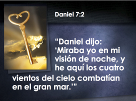 Daniel 7:2
"Daniel dijo:
'Miraba yo en mi
visión de noche, y
he aquí los cuatro
vientos del cielo combatían
en el gran mar.'"